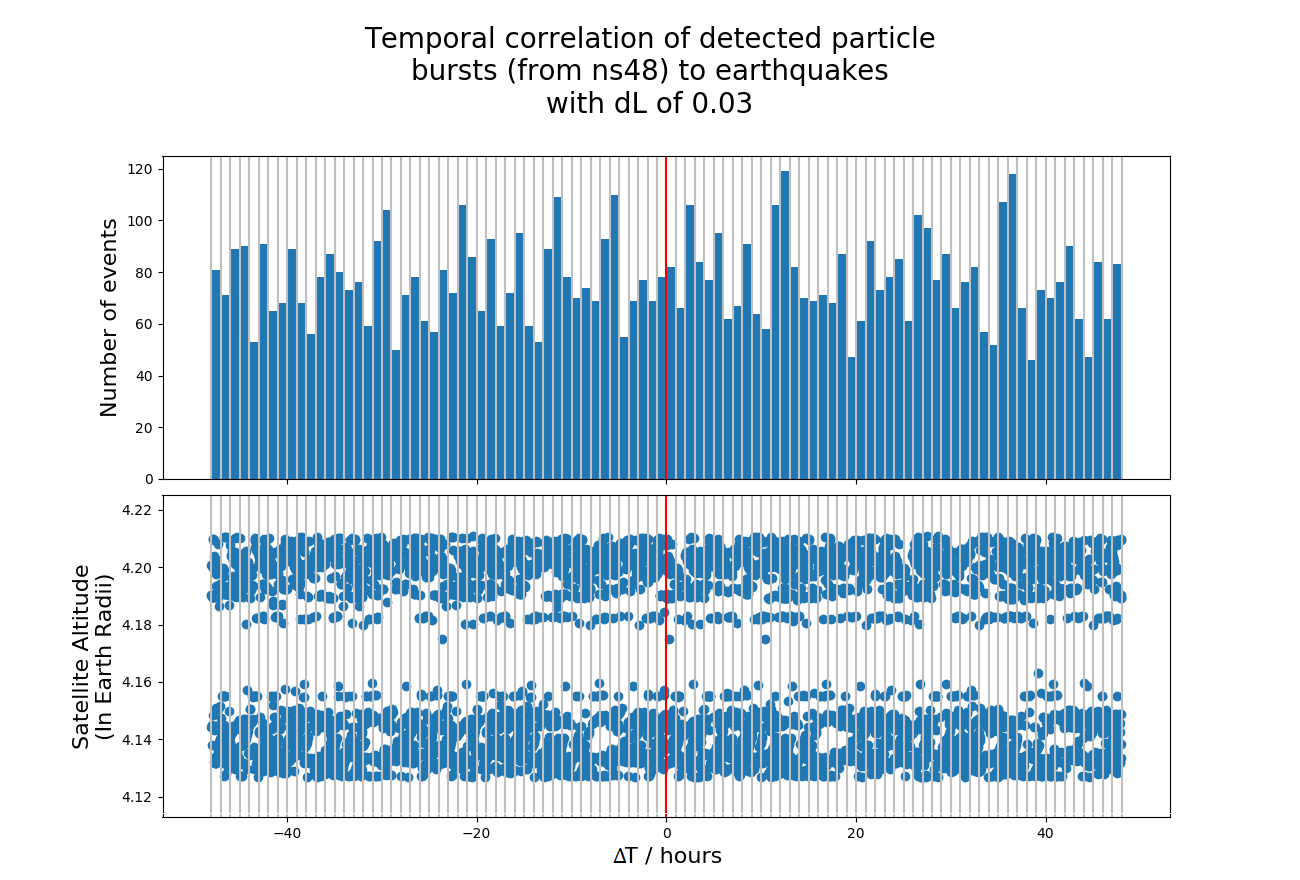 Temporal correlation of detected particle
bursts (from ns48) to earthquakes
with dL of 0.03
Number of events
120
100
80
60
40
20
0
Satellite Altitude
(In Earth Radii)
4.22
4.20
4.18
4.16
4.14
4.12
−40
−20
0
20
40
ΔT / hours